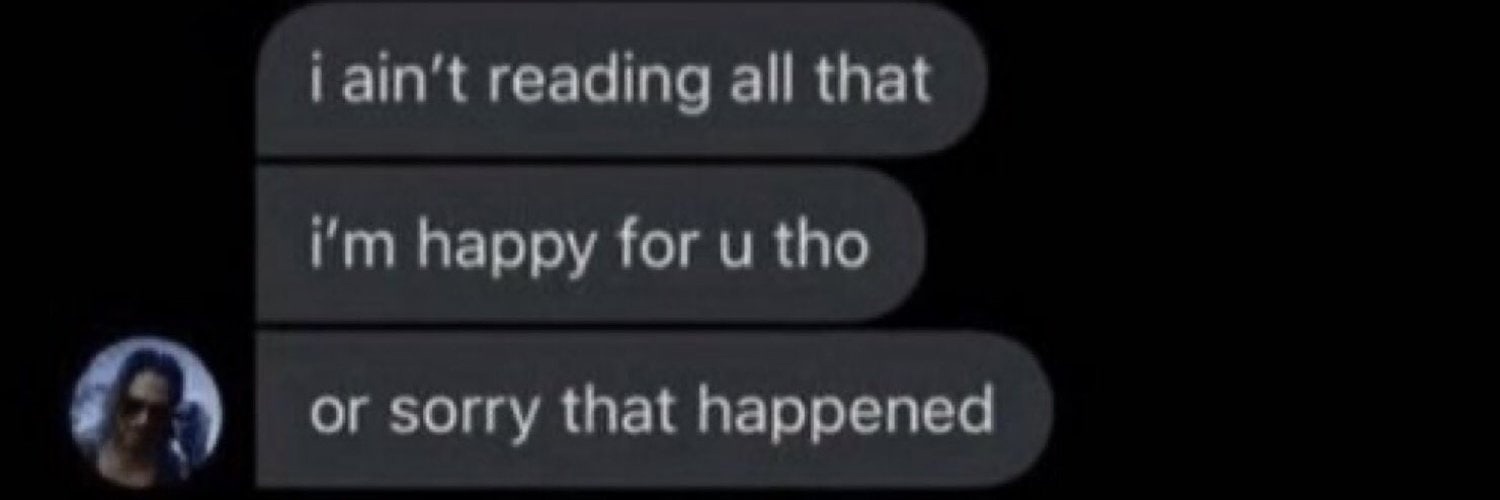 i ain’t reading all that
i’m happy for u tho
or sorry that happened